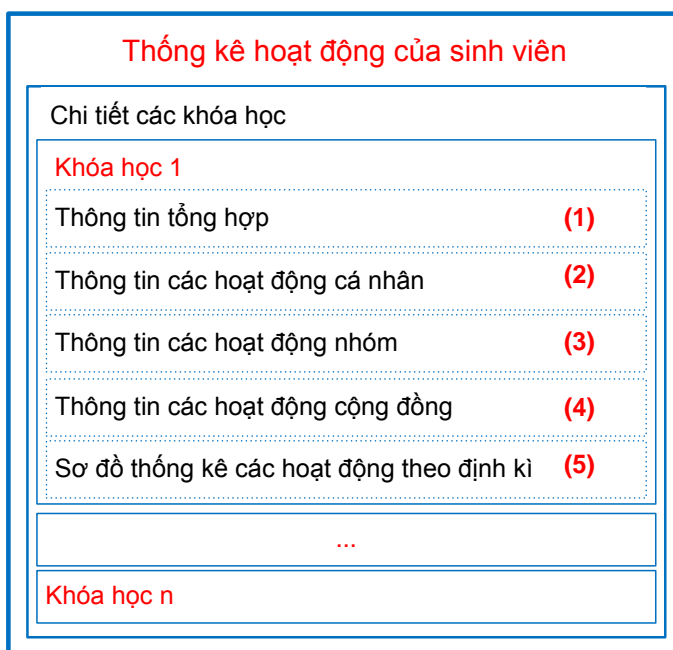 Thống kê hoạt động của sinh viên
Chi tiết các khóa học
Khóa học 1
Thông tin tổng hợp (1)
Thông tin các hoạt động cá nhân (2)
Thông tin các hoạt động nhóm (3)
Thông tin các hoạt động cộng đồng (4)
Sơ đồ thống kê các hoạt động theo định kì (5)
...
Khóa học n